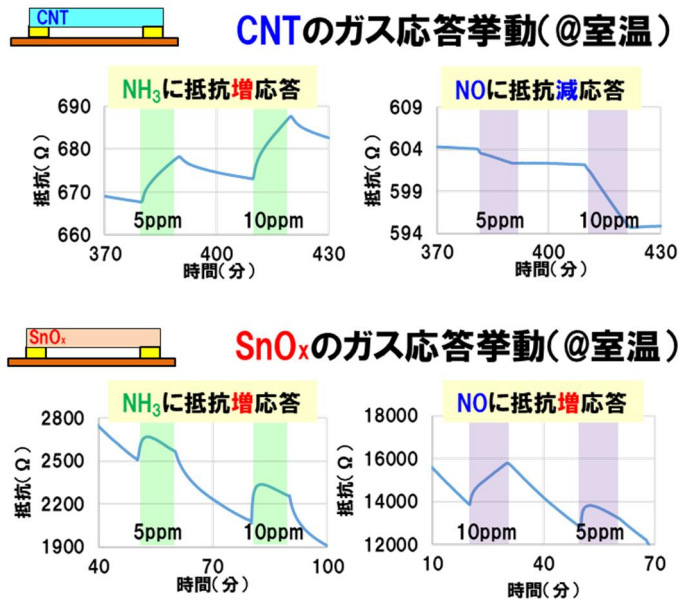 CNT
CNTのガス応答挙動(@室温)
NH3に抵抗増応答
690
680
670
660
抵抗(Ω)
5ppm
10ppm
370
400
430
時間(分)
NOに抵抗減応答
609
604
599
594
抵抗(Ω)
5ppm
10ppm
370
400
430
時間(分)
SnOx
SnOxのガス応答挙動(@室温)
NH3に抵抗増応答
2800
2500
2200
1900
抵抗(Ω)
5ppm
10ppm
40
70
100
時間(分)
NOに抵抗増応答
18000
16000
14000
12000
抵抗(Ω)
10ppm
5ppm
10
40
70
時間(分)